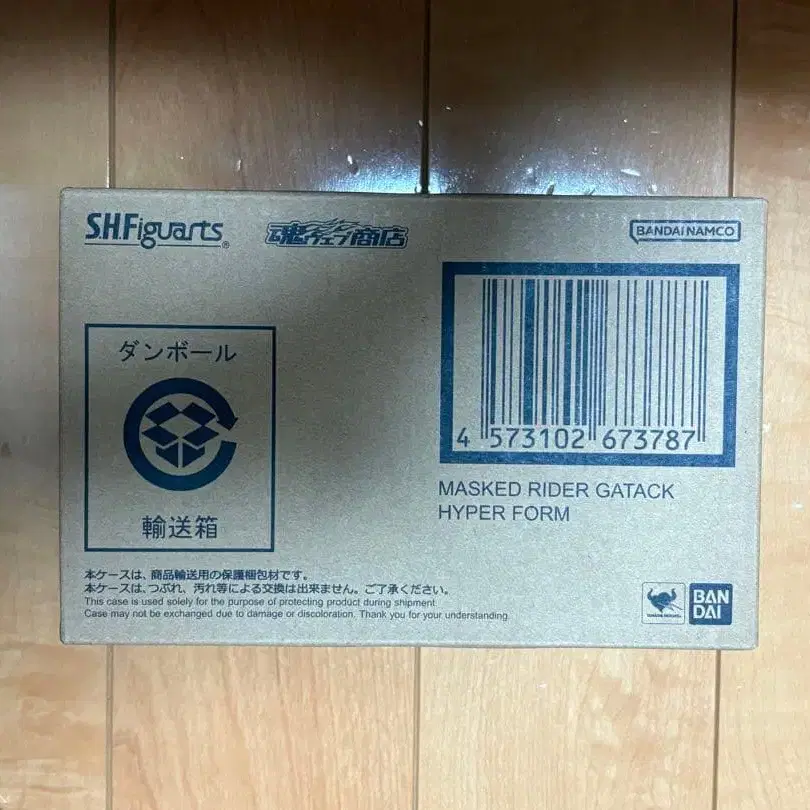 S.H.Figuarts®
魂ウェブ商店
BANDAI NAMCO
ダンボール
輸送箱
4 573102 673787
MASKED RIDER GATACK
HYPER FORM
本ケースは、商品輸送用の保護梱包材です。
本ケースは、つぶれ、汚れ等による交換は出来ません。ご了承ください。
This case is used solely for the purpose of protecting product during shipment
Case may not be exchanged due to damage or discoloration. Thank you for your understanding.
BAN
DAI